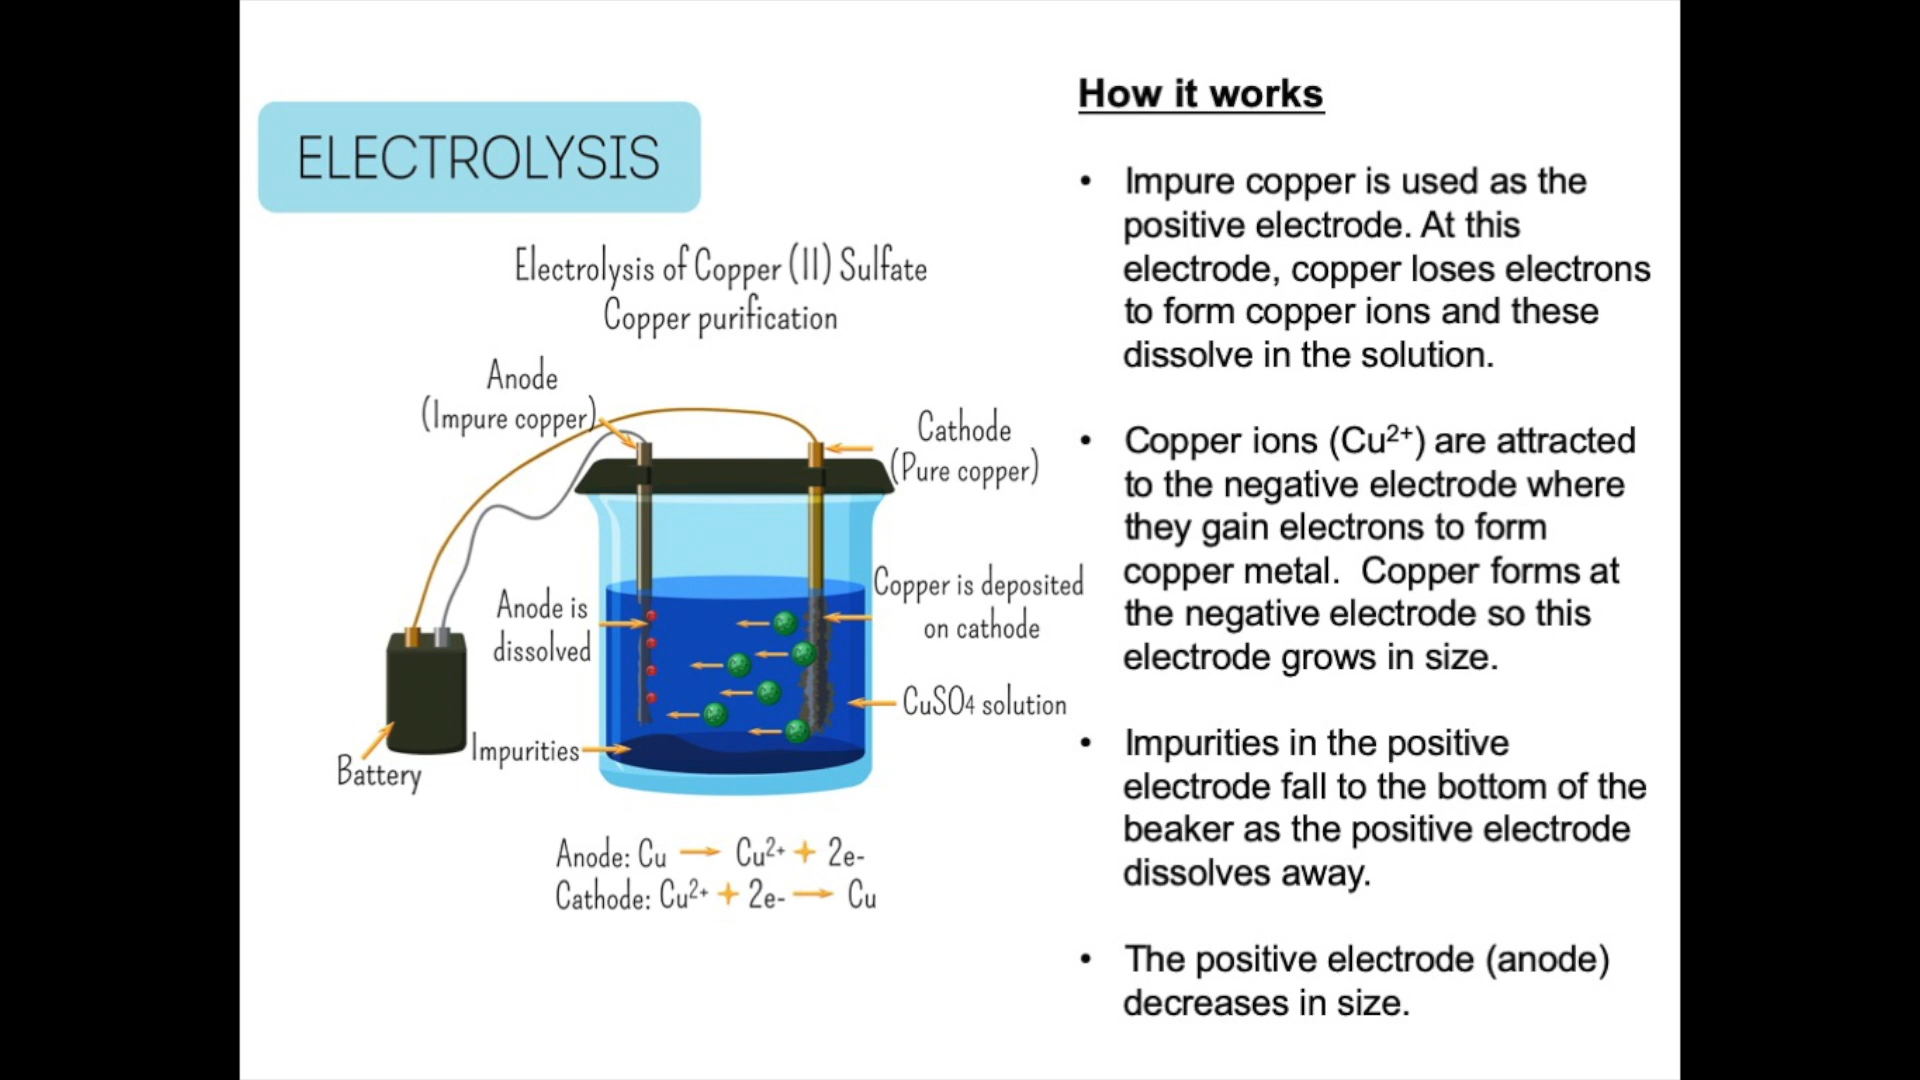 ELECTROLYSIS
Electrolysis of Copper (II) Sulfate
Copper purification
Anode
(Impure copper)
Cathode
(Pure copper)
Anode is
dissolved
Copper is deposited
on cathode
CuSO4 solution
Impurities
Battery
Anode: Cu → Cu²⁺ + 2e-
Cathode: Cu²⁺ + 2e- → Cu
How it works
• Impure copper is used as the
positive electrode. At this
electrode, copper loses electrons
to form copper ions and these
dissolve in the solution.
• Copper ions (Cu²⁺) are attracted
to the negative electrode where
they gain electrons to form
copper metal.  Copper forms at
the negative electrode so this
electrode grows in size.
• Impurities in the positive
electrode fall to the bottom of the
beaker as the positive electrode
dissolves away.
• The positive electrode (anode)
decreases in size.